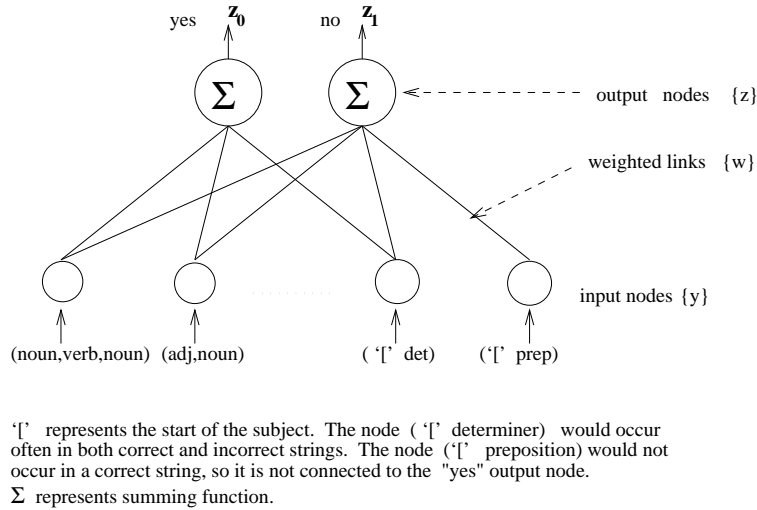 yes z0 no z1
Σ Σ
output nodes {z}
weighted links {w}
input nodes {y}
(noun,verb,noun) (adj,noun) ( ‘[’ det) (‘[’ prep)
‘[’ represents the start of the subject. The node ( ‘[’ determiner) would occur
often in both correct and incorrect strings. The node (‘[’ preposition) would not
occur in a correct string, so it is not connected to the "yes" output node.
Σ represents summing function.